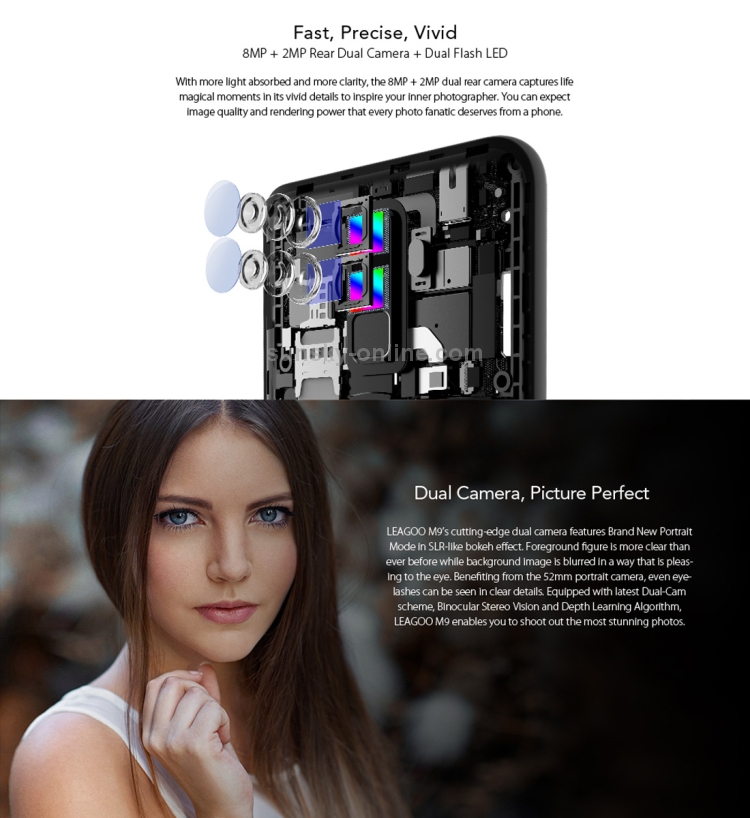 Fast, Precise, Vivid
8MP + 2MP Rear Dual Camera + Dual Flash LED
With more light absorbed and more clarity, the 8MP + 2MP dual rear camera captures life
magical moments in its vivid details to inspire your inner photographer. You can expect
image quality and rendering power that every photo fanatic deserves from a phone.
sunsky-online.com
Dual Camera, Picture Perfect
LEAGOO M9's cutting-edge dual camera features Brand New Portrait
Mode in SLR-like bokeh effect. Foreground figure is more clear than
ever before while background image is blurred in a way that is pleas-
ing to the eye. Benefiting from the 52mm portrait camera, even eye-
lashes can be seen in clear details. Equipped with latest Dual-Cam
scheme, Binocular Stereo Vision and Depth Learning Algorithm,
LEAGOO M9 enables you to shoot out the most stunning photos.